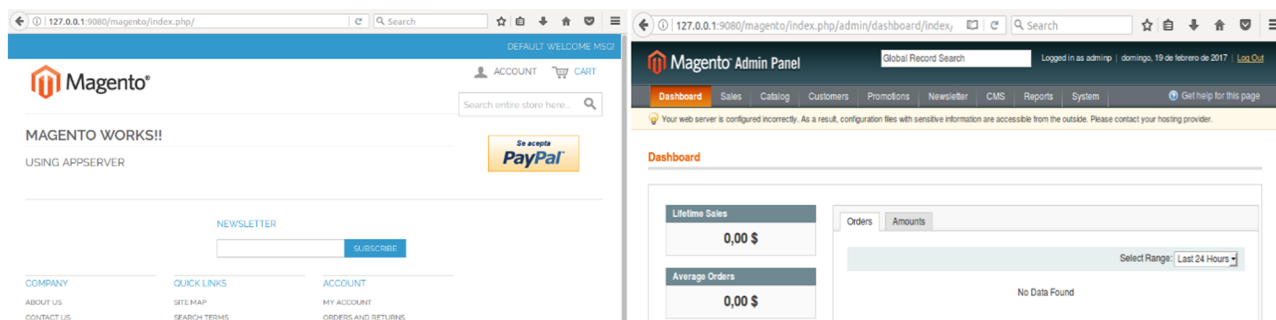 127.0.0.1:9080/magento/index.php/
Search
DEFAULT WELCOME MSG!
Magento®
ACCOUNT CART
Search entire store here...
MAGENTO WORKS!!
USING APPSERVER
Se acepta
PayPal
NEWSLETTER
SUBSCRIBE
COMPANY QUICK LINKS ACCOUNT
ABOUT US SITE MAP MY ACCOUNT
CONTACT US SEARCH TERMS ORDERS AND RETURNS
127.0.0.1:9080/magento/index.php/admin/dashboard/index/
Search
Magento Admin Panel
Global Record Search
Logged in as adminp | domingo, 19 de febrero de 2017 | Log Out
Dashboard Sales Catalog Customers Promotions Newsletter CMS Reports System
Get help for this page
Your web server is configured incorrectly. As a result, configuration files with sensitive information are accessible from the outside. Please contact your hosting provider.
Dashboard
Lifetime Sales
0,00 $
Average Orders
0,00 $
Orders Amounts
Select Range: Last 24 Hours
No Data Found